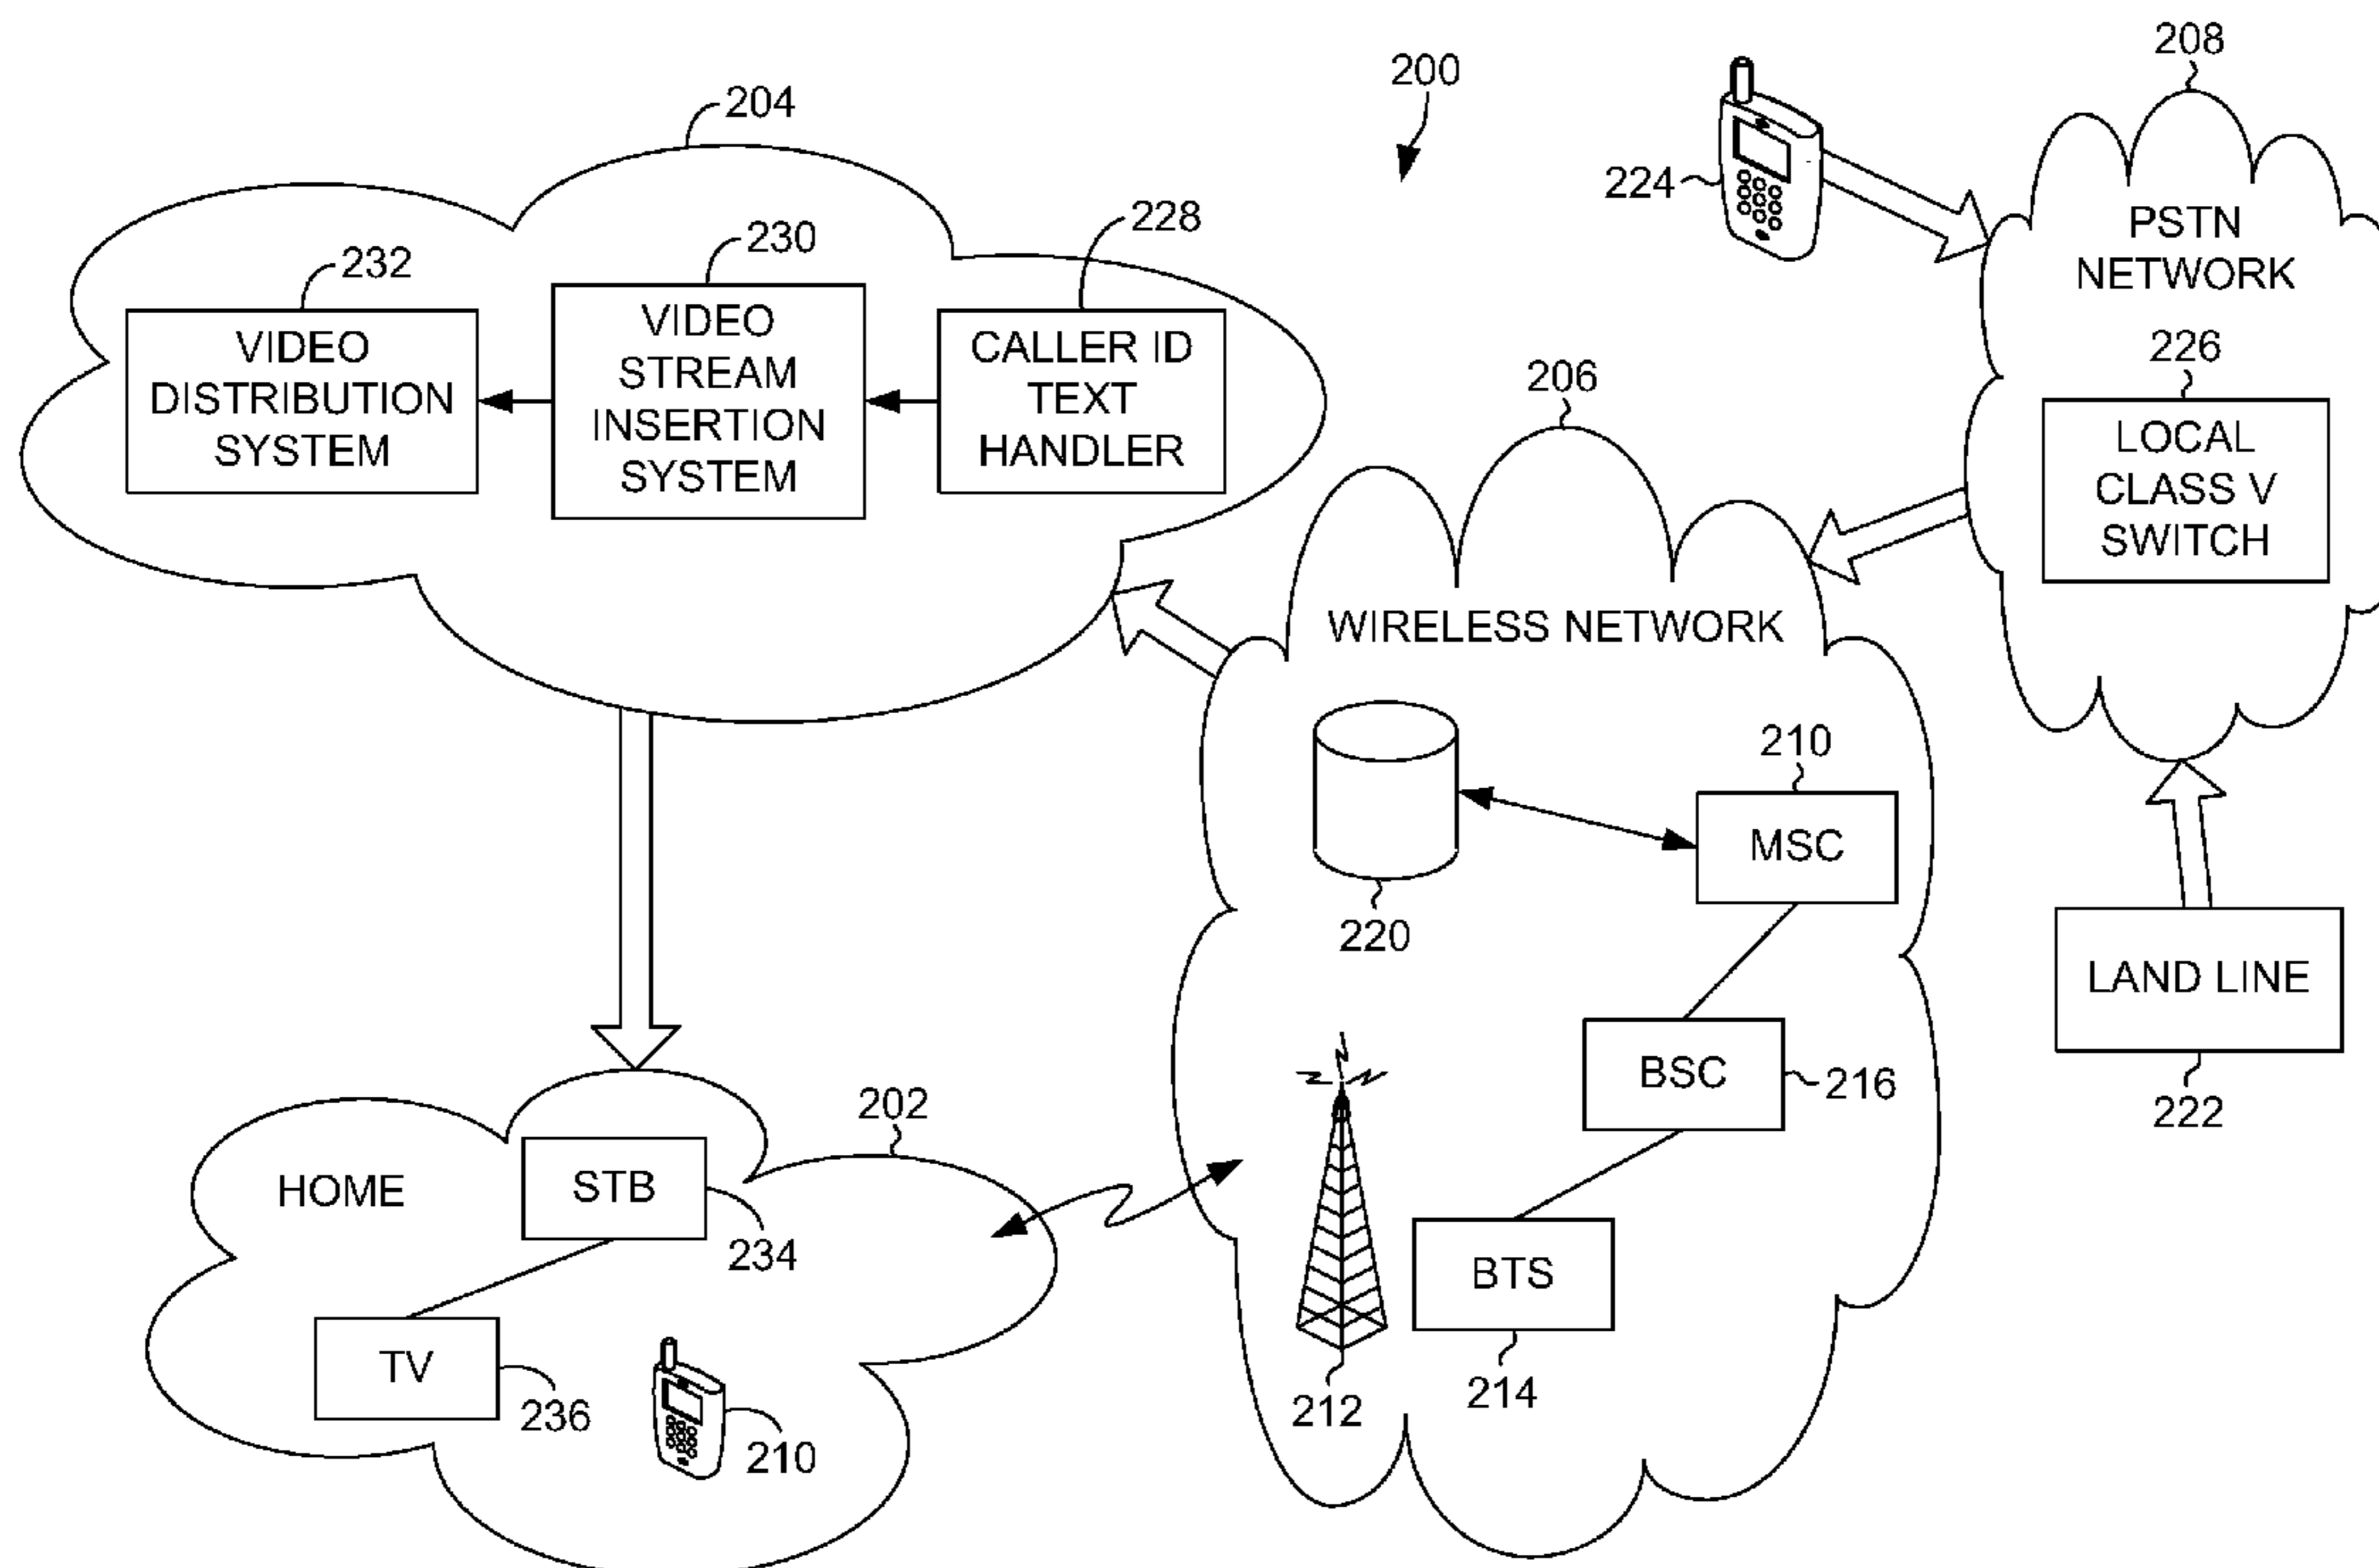 200
208
204
224
PSTN
NETWORK
228
230
232
VIDEO
DISTRIBUTION
SYSTEM
VIDEO
STREAM
INSERTION
SYSTEM
CALLER ID
TEXT
HANDLER
226
LOCAL
CLASS V
SWITCH
206
WIRELESS NETWORK
210
MSC
220
LAND LINE
222
BSC
216
202
HOME
STB
234
BTS
214
212
TV
236
210